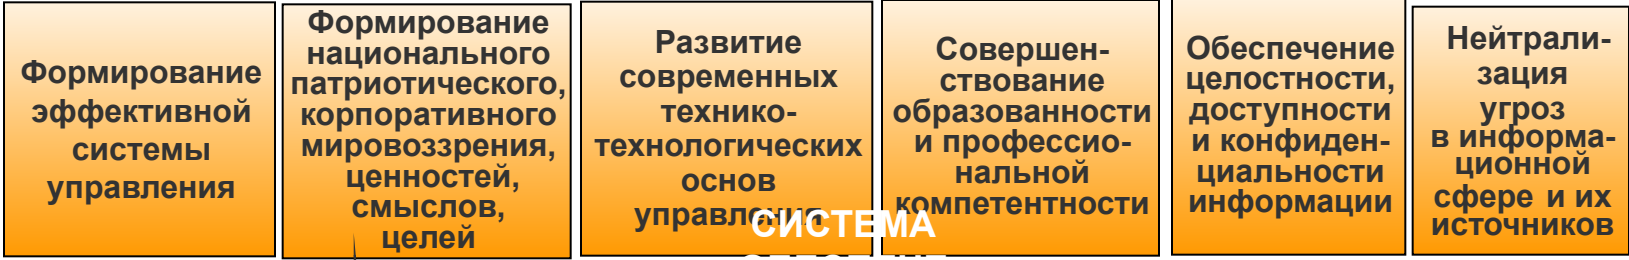 Формирование
эффективной
системы
управления
Формирование
национального
патриотического,
корпоративного
мировоззрения,
ценностей,
смыслов,
целей
Развитие
современных
технико-
технологических
основ
управления
Совершен-
ствование
образованности
и профессио-
нальной
компетентности
Обеспечение
целостности,
доступности
и конфиден-
циальности
информации
Нейтрали-
зация
угроз
в информа-
ционной
сфере и их
источников
СИСТЕМА